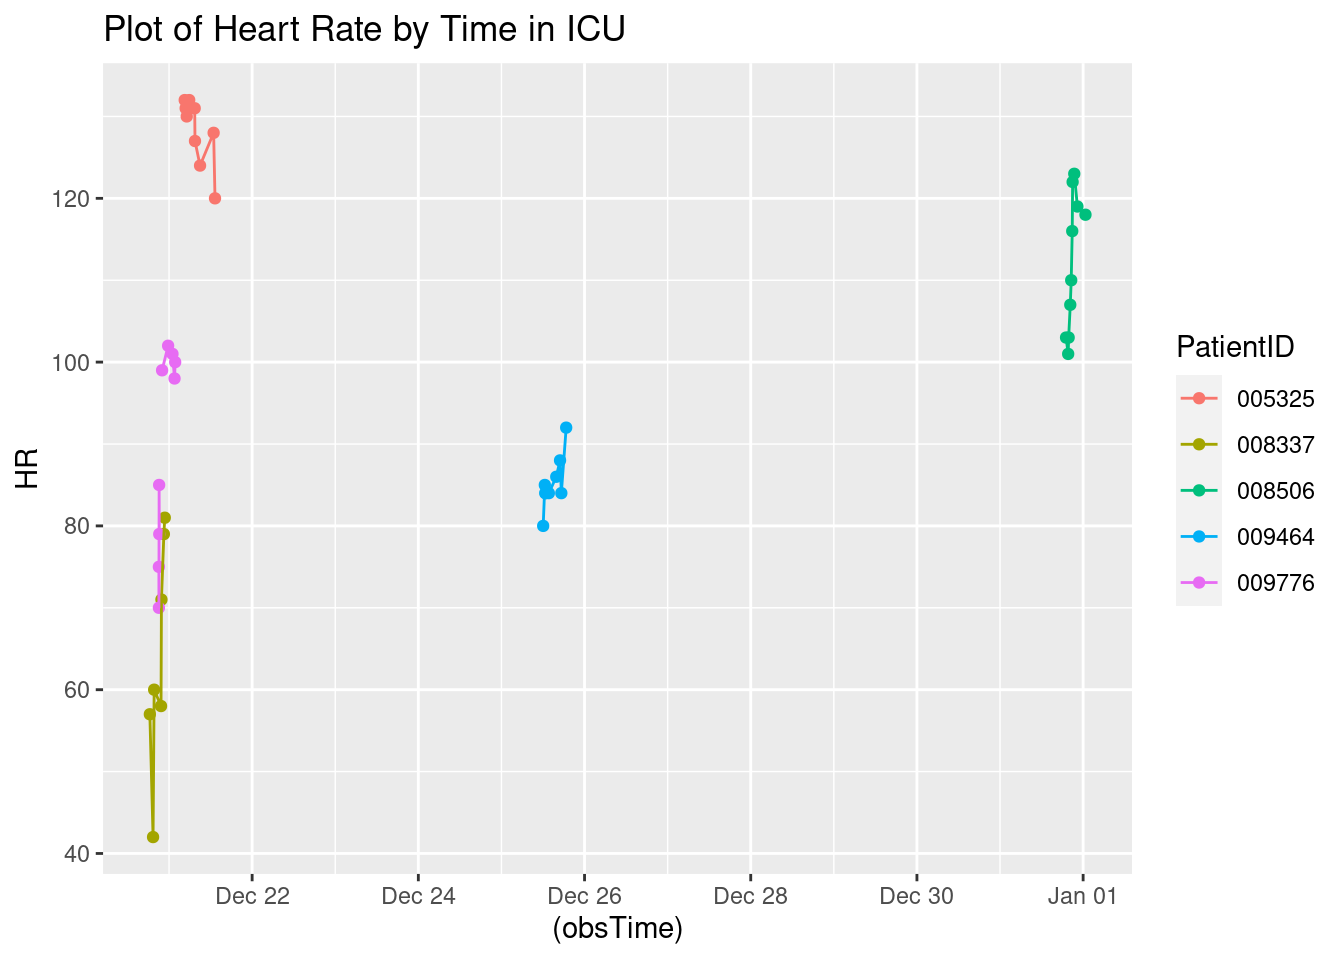 Plot of Heart Rate by Time in ICU
HR
120
100
80
60
40
Dec 22 Dec 24 Dec 26 Dec 28 Dec 30 Jan 01
(obsTime)
PatientID
005325
008337
008506
009464
009776